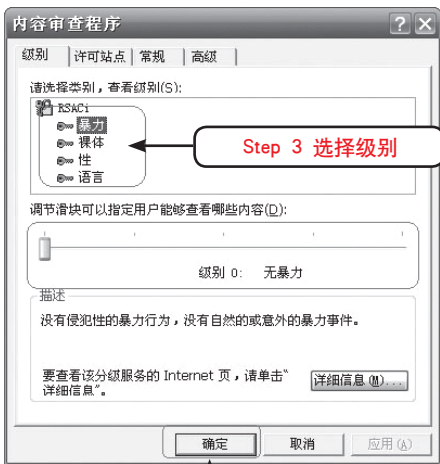 内容审查程序
级别 许可站点 常规 高级
请选择类别，查看级别(S):
RSACi
暴力
裸体
性
语言
Step 3 选择级别
调节滑块可以指定用户能够查看哪些内容(D):
级别 0: 无暴力
描述
没有侵犯性的暴力行为，没有自然的或意外的暴力事件。
要查看该分级服务的 Internet 页，请单击“
详细信息”。
详细信息(M)...
确定 取消 应用(A)